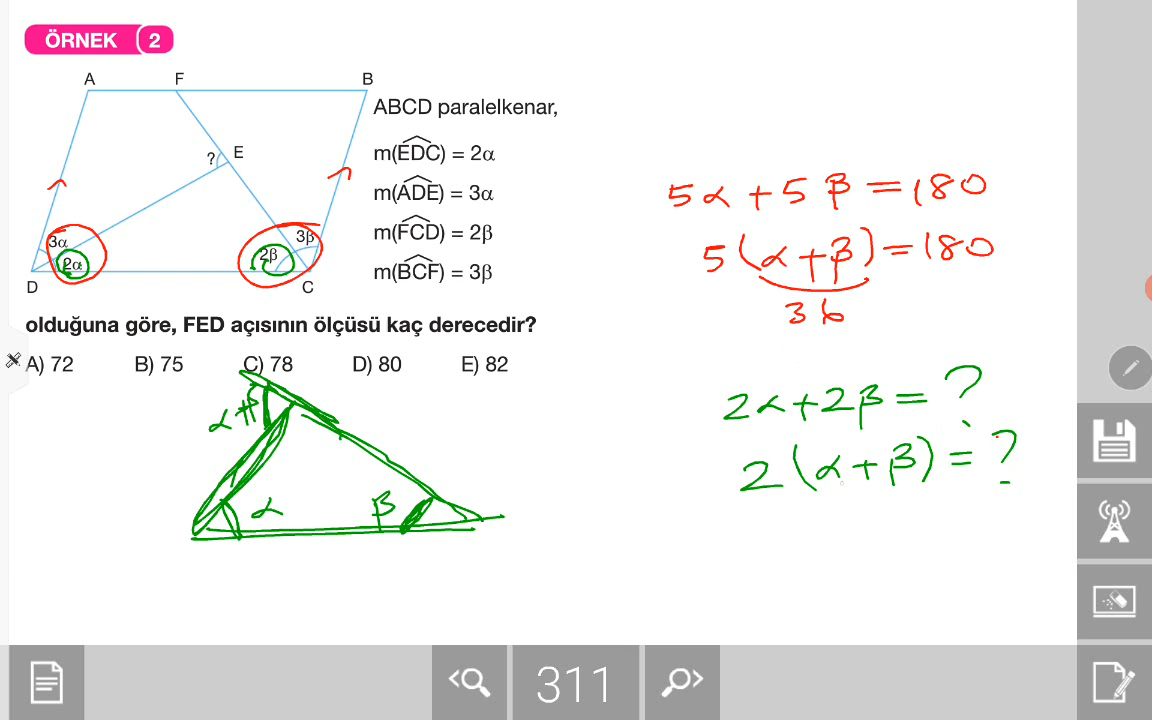 ÖRNEK 2
A F B
ABCD paralelkenar,
? E
m(EDC) = 2α
m(ADE) = 3α
3α 3β
m(FCD) = 2β
2α 2β
m(BCF) = 3β
D C
olduğuna göre, FED açısının ölçüsü kaç derecedir?
A) 72 B) 75 C) 78 D) 80 E) 82
5α + 5β = 180
5(α + β) = 180
36
2α + 2β = ?
2(α + β) = ?
α + β
α β
311